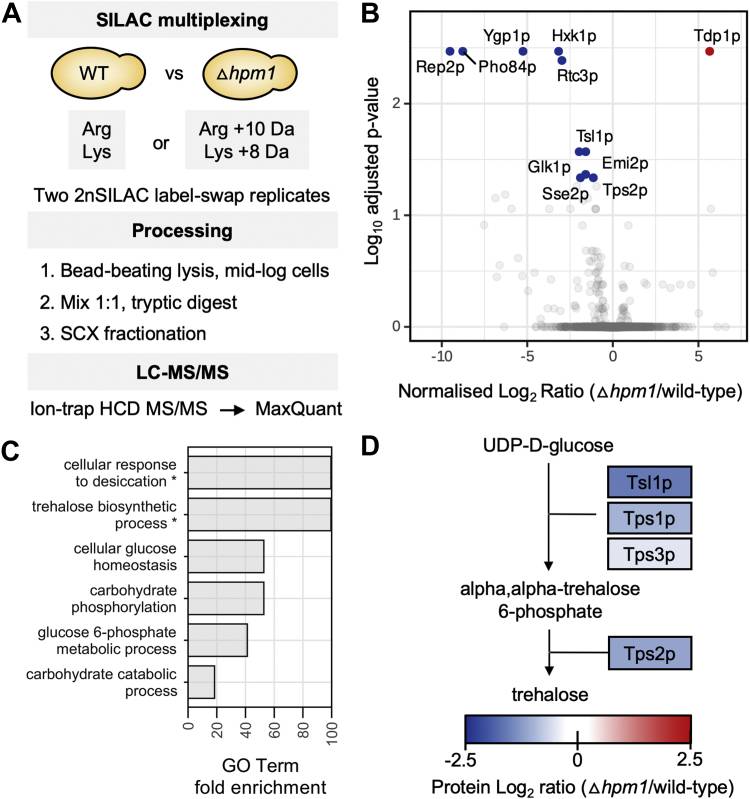 A
SILAC multiplexing
WT
vs
Δhpm1
Arg
Lys
or
Arg +10 Da
Lys +8 Da
Two 2nSILAC label-swap replicates
Processing
1. Bead-beating lysis, mid-log cells
2. Mix 1:1, tryptic digest
3. SCX fractionation
LC-MS/MS
Ion-trap HCD MS/MS → MaxQuant
B
Log10 adjusted p-value
2
1
0
Ygp1p
Hxk1p
Tdp1p
Rep2p
Pho84p
Rtc3p
Tsl1p
Glk1p
Emi2p
Sse2p
Tps2p
-10
-5
0
5
Normalised Log2 Ratio (Δhpm1/wild-type)
C
cellular response
to desiccation *
trehalose biosynthetic
process *
cellular glucose
homeostasis
carbohydrate
phosphorylation
glucose 6-phosphate
metabolic process
carbohydrate catabolic
process
0
20
40
60
80
100
GO Term
fold enrichment
D
UDP-D-glucose
Tsl1p
Tps1p
Tps3p
alpha,alpha-trehalose
6-phosphate
Tps2p
trehalose
-2.5
0
2.5
Protein Log2 ratio (Δhpm1/wild-type)